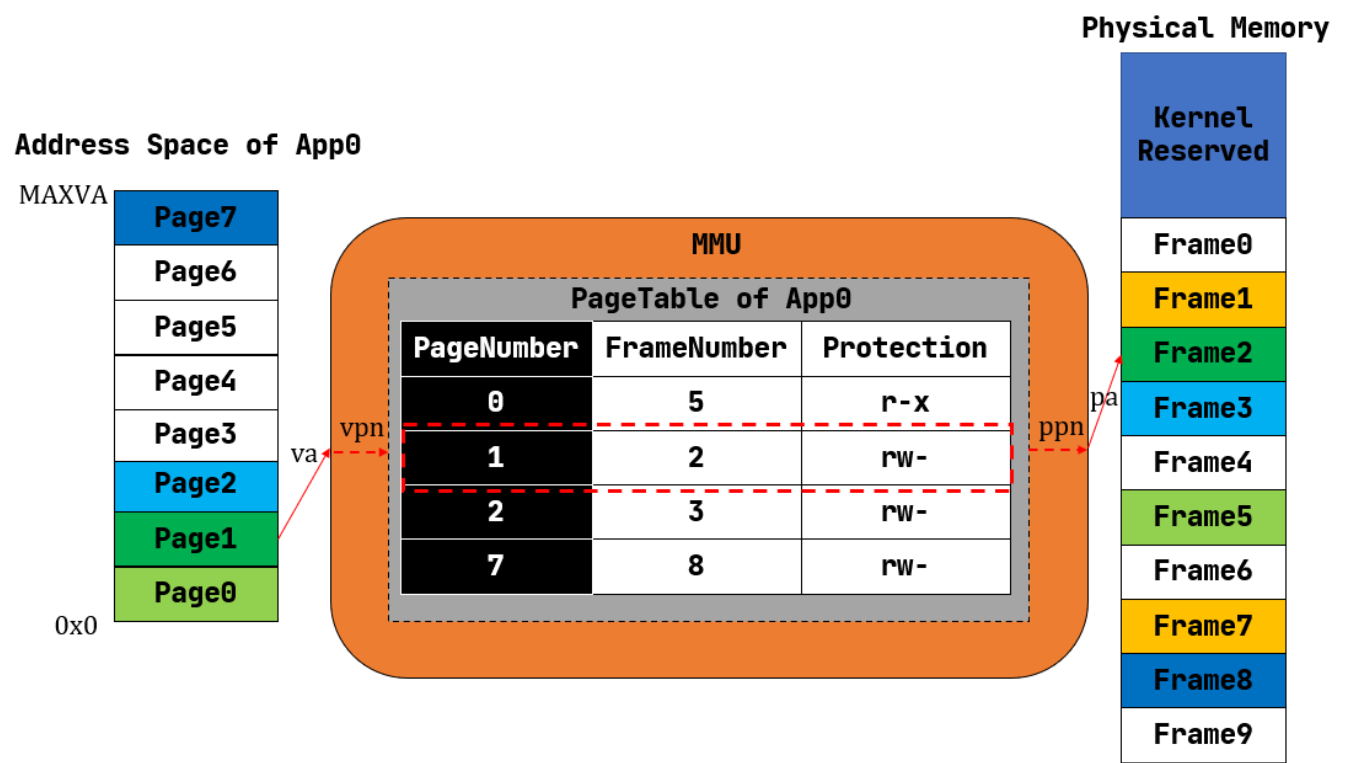 Physical Memory
Kernel
Reserved
Address Space of App0
MAXVA
Page7
Page6
Page5
Page4
Page3
Page2
Page1
Page0
0x0
va
vpn
MMU
PageTable of App0
PageNumber FrameNumber Protection
0 5 r-x
1 2 rw-
2 3 rw-
7 8 rw-
ppn
pa
Frame0
Frame1
Frame2
Frame3
Frame4
Frame5
Frame6
Frame7
Frame8
Frame9